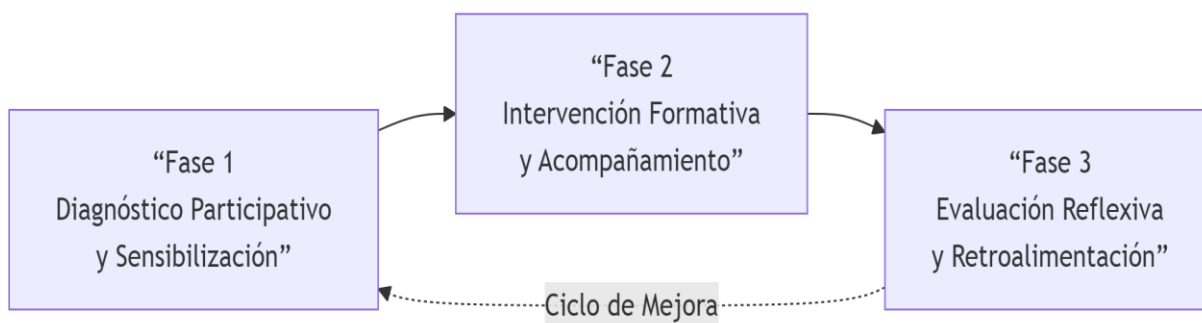 “Fase 1
Diagnóstico Participativo
y Sensibilización”
“Fase 2
Intervención Formativa
y Acompañamiento”
“Fase 3
Evaluación Reflexiva
y Retroalimentación”
Ciclo de Mejora